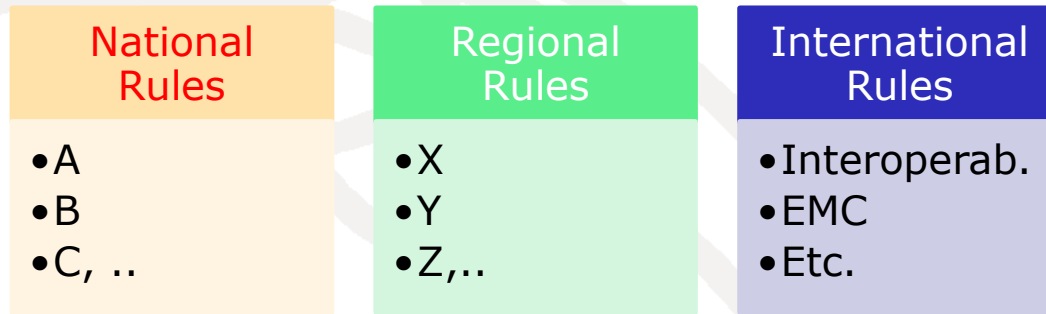 National
Rules
•A
•B
•C, ..
Regional
Rules
•X
•Y
•Z,..
International
Rules
•Interoperab.
•EMC
•Etc.